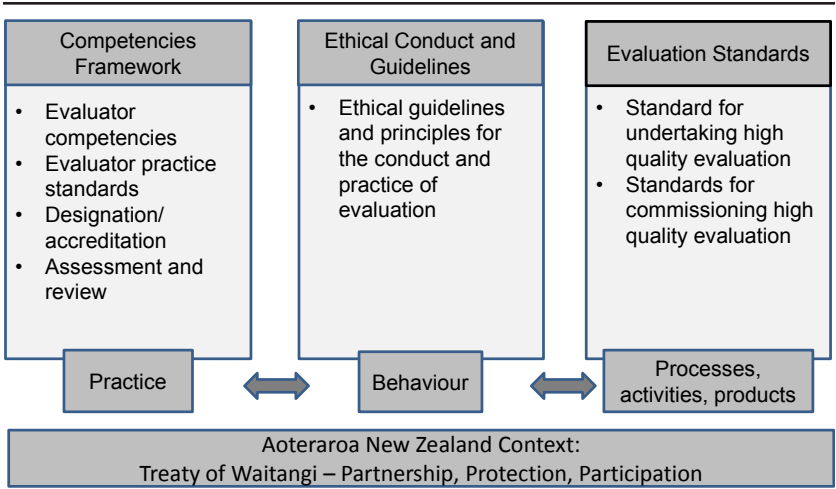 Competencies
Framework
• Evaluator
competencies
• Evaluator practice
standards
• Designation/
accreditation
• Assessment and
review
Practice
Ethical Conduct and
Guidelines
• Ethical guidelines
and principles for
the conduct and
practice of
evaluation
Behaviour
Evaluation Standards
• Standard for
undertaking high
quality evaluation
• Standards for
commissioning high
quality evaluation
Processes,
activities, products
Aoteraroa New Zealand Context:
Treaty of Waitangi – Partnership, Protection, Participation